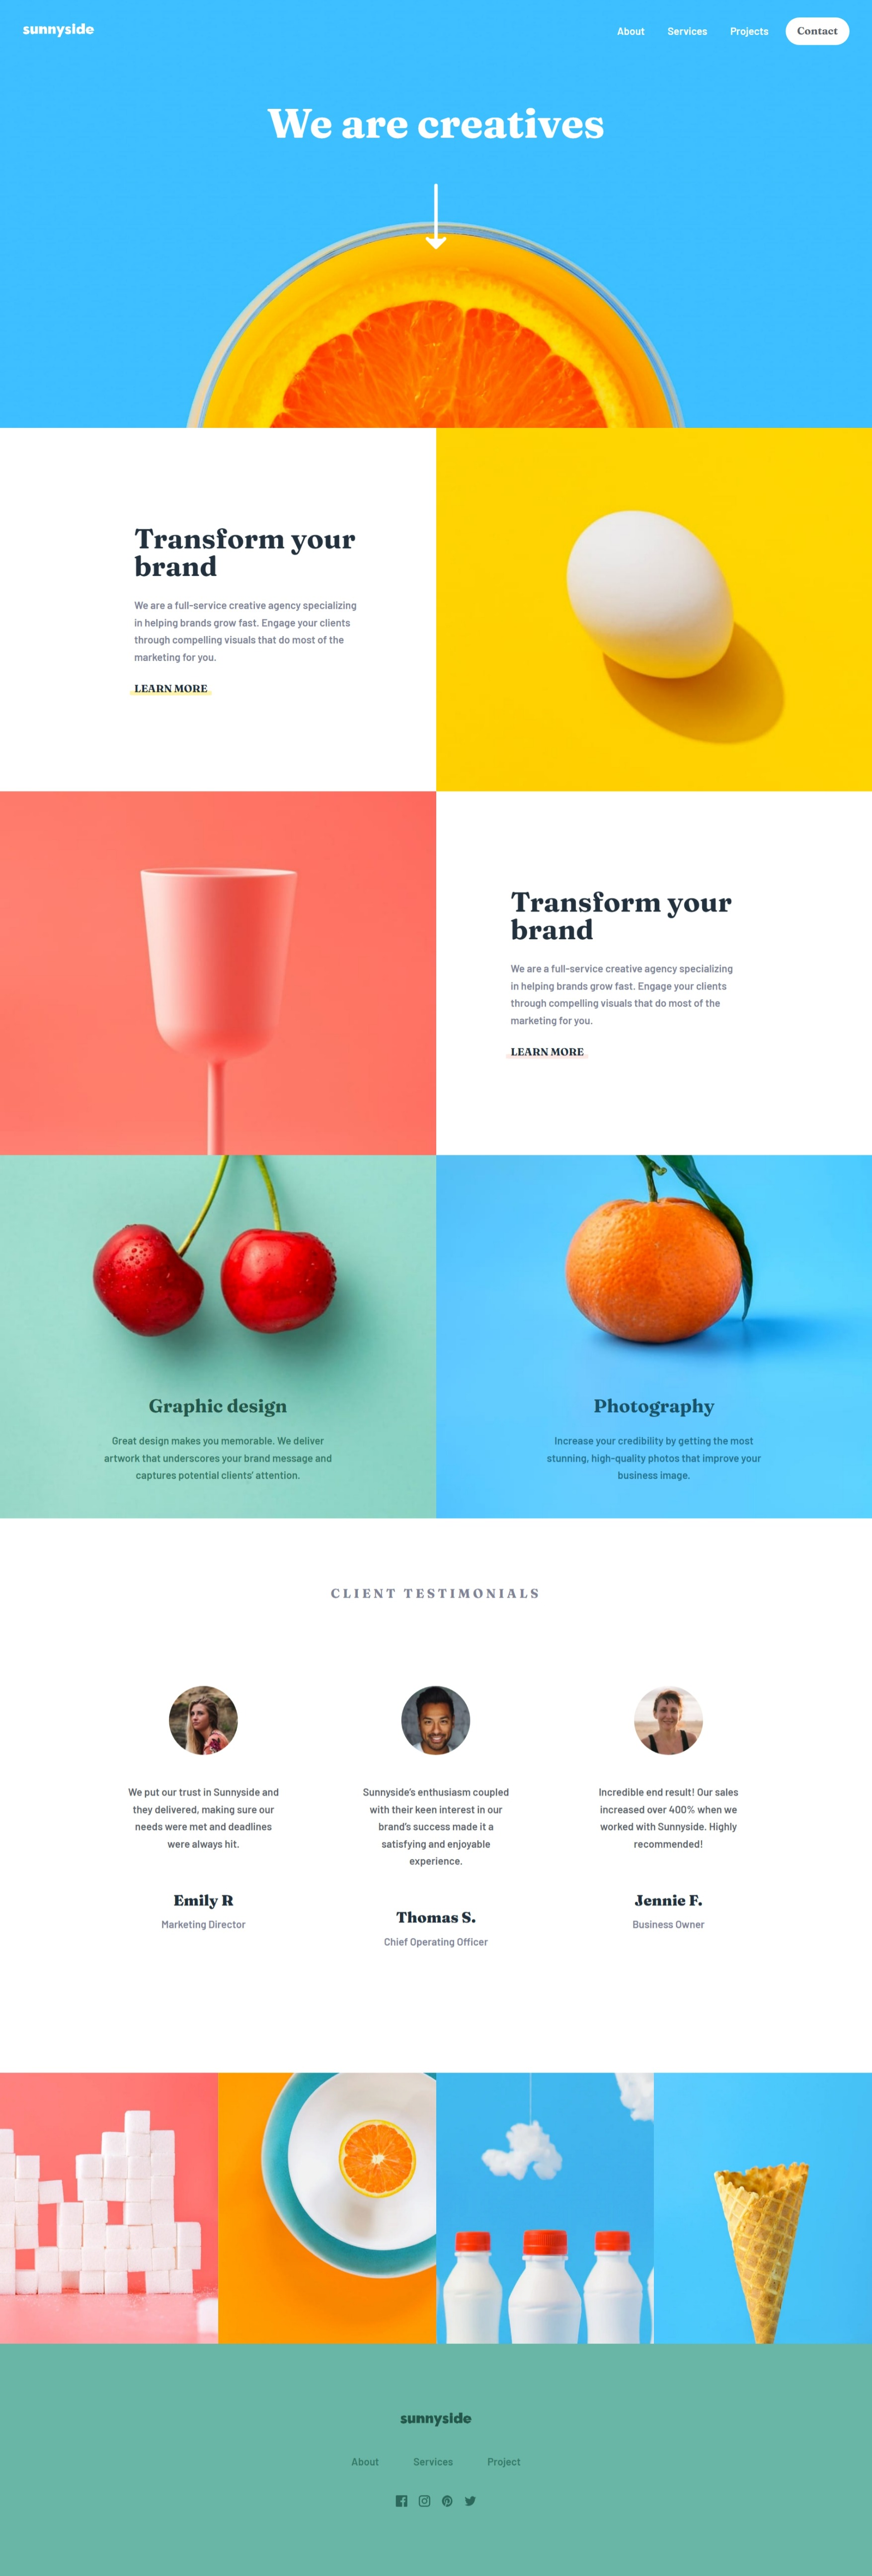 sunnyside
About Services Projects Contact
We are creatives
Transform your
brand
We are a full-service creative agency specializing
in helping brands grow fast. Engage your clients
through compelling visuals that do most of the
marketing for you.
LEARN MORE
Transform your
brand
We are a full-service creative agency specializing
in helping brands grow fast. Engage your clients
through compelling visuals that do most of the
marketing for you.
LEARN MORE
Graphic design
Great design makes you memorable. We deliver
artwork that underscores your brand message and
captures potential clients’ attention.
Photography
Increase your credibility by getting the most
stunning, high-quality photos that improve your
business image.
CLIENT TESTIMONIALS
We put our trust in Sunnyside and
they delivered, making sure our
needs were met and deadlines
were always hit.
Emily R
Marketing Director
Sunnyside’s enthusiasm coupled
with their keen interest in our
brand’s success made it a
satisfying and enjoyable
experience.
Thomas S.
Chief Operating Officer
Incredible end result! Our sales
increased over 400% when we
worked with Sunnyside. Highly
recommended!
Jennie F.
Business Owner
sunnyside
About Services Project